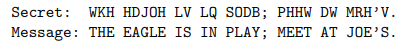 Secret: WKH HDJOH LV LQ SODB; PHHW DW MRH’V.
Message: THE EAGLE IS IN PLAY; MEET AT JOE’S.